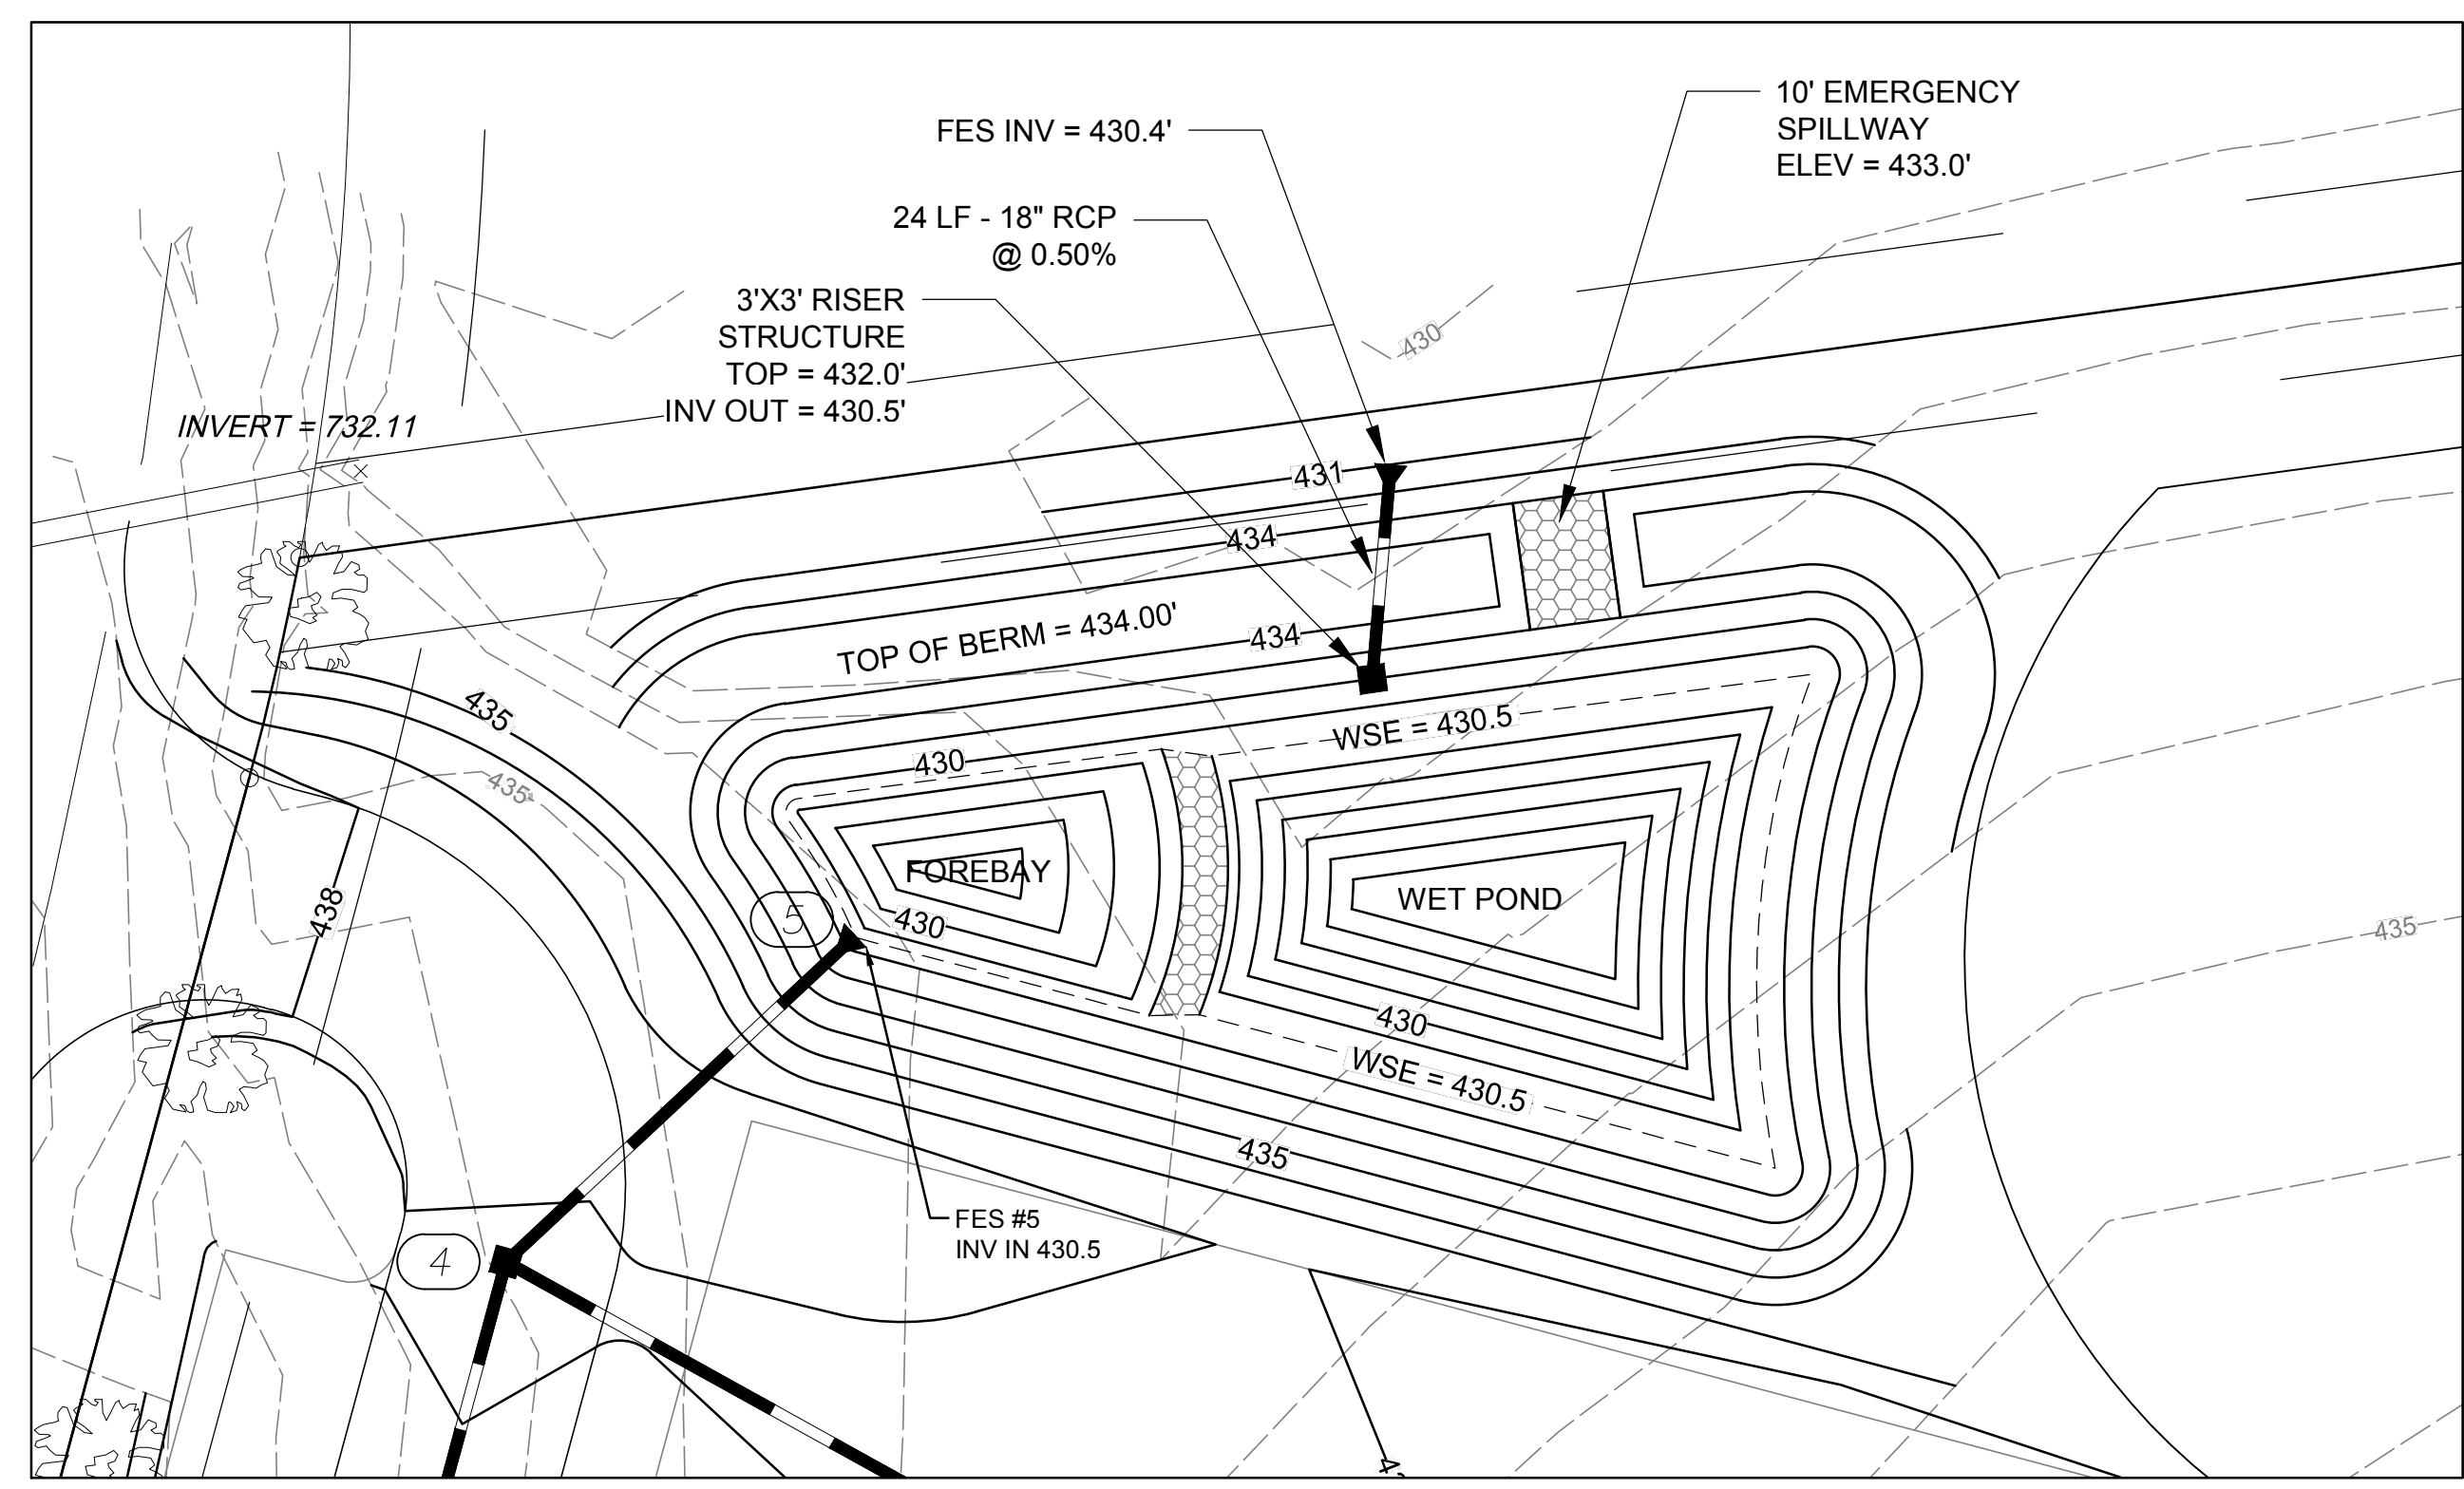 10' EMERGENCY
SPILLWAY
ELEV = 433.0'
FES INV = 430.4'
24 LF - 18" RCP
@ 0.50%
3'X3' RISER
STRUCTURE
TOP = 432.0'
INV OUT = 430.5'
430
INVERT = 732.11
431
434
TOP OF BERM = 434.00'
434
435
WSE = 430.5
430
435
FOREBAY
WET POND
438
5
430
435
430
WSE = 430.5
435
FES #5
INV IN 430.5
4